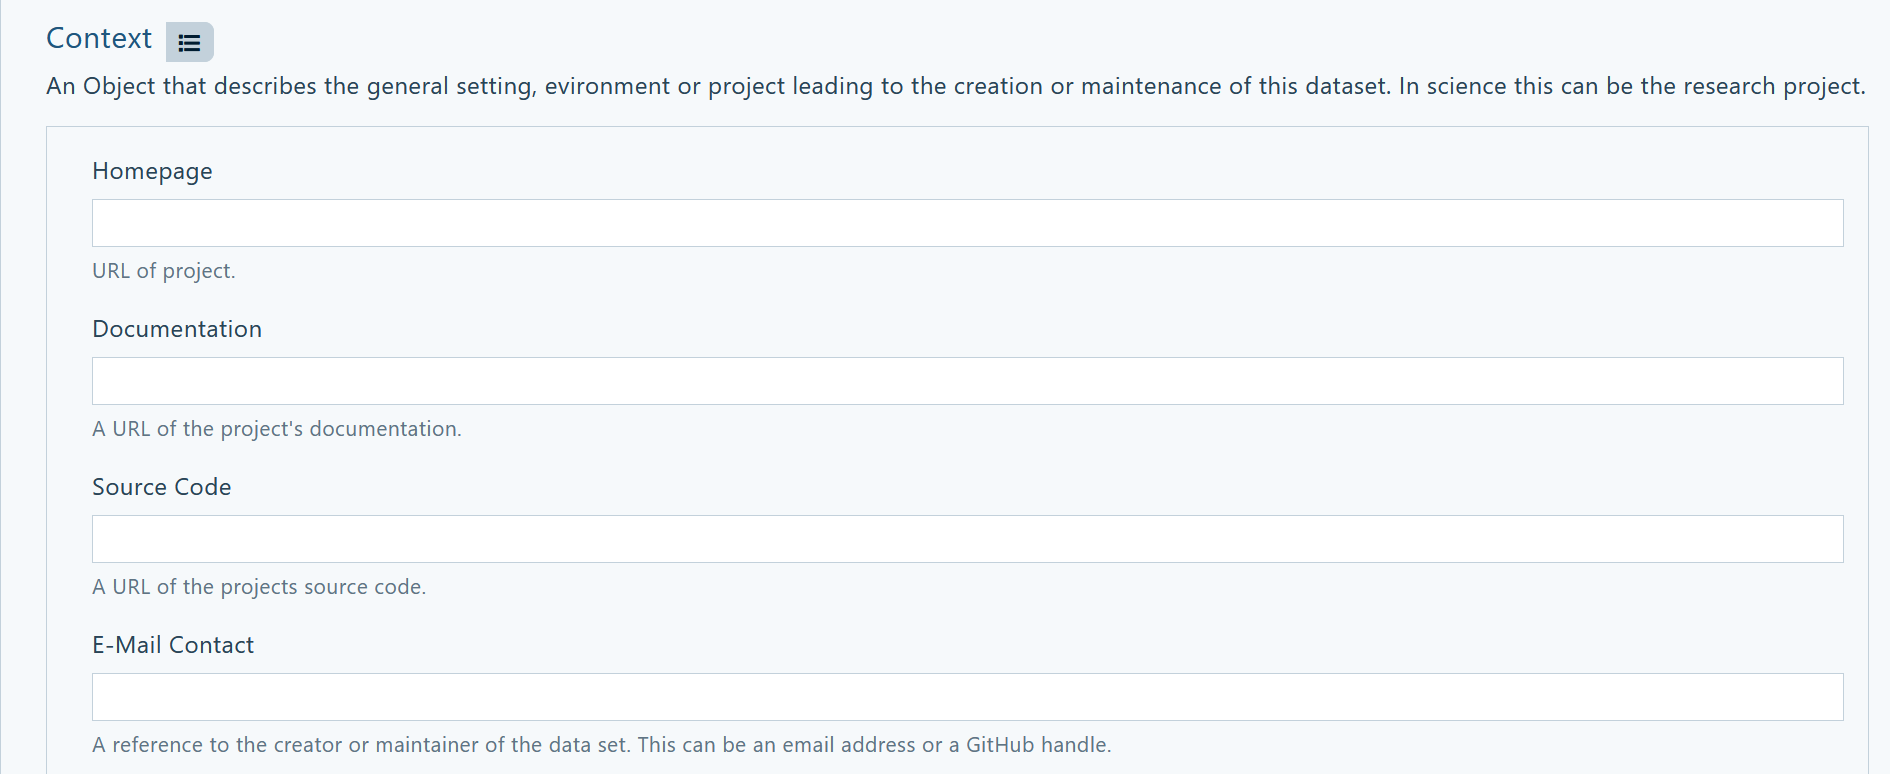 Context
An Object that describes the general setting, evironment or project leading to the creation or maintenance of this dataset. In science this can be the research project.
Homepage
URL of project.
Documentation
A URL of the project's documentation.
Source Code
A URL of the projects source code.
E-Mail Contact
A reference to the creator or maintainer of the data set. This can be an email address or a GitHub handle.